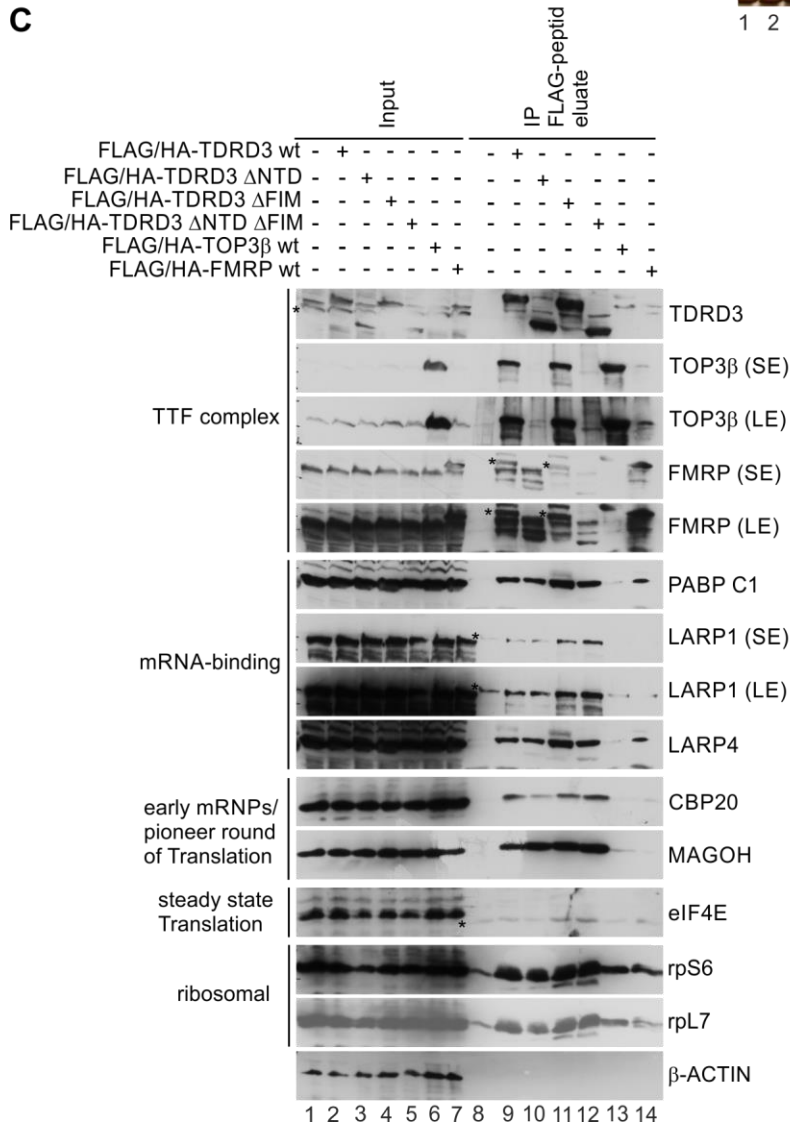 C
1 2
Input
IP
FLAG-peptid
eluate
FLAG/HA-TDRD3 wt - + - - - - - - + - - - - -
FLAG/HA-TDRD3 ΔNTD - - + - - - - - - + - - - -
FLAG/HA-TDRD3 ΔFIM - - - + - - - - - - + - - -
FLAG/HA-TDRD3 ΔNTD ΔFIM - - - - + - - - - - - + - -
FLAG/HA-TOP3β wt - - - - - + - - - - - - + -
FLAG/HA-FMRP wt - - - - - - + - - - - - - +
* TDRD3
TOP3β (SE)
TTF complex
TOP3β (LE)
* * FMRP (SE)
* * FMRP (LE)
PABP C1
* LARP1 (SE)
mRNA-binding
* LARP1 (LE)
LARP4
early mRNPs/
pioneer round
of Translation
CBP20
MAGOH
steady state
Translation
* eIF4E
ribosomal
rpS6
rpL7
β-ACTIN
1 2 3 4 5 6 7 8 9 10 11 12 13 14